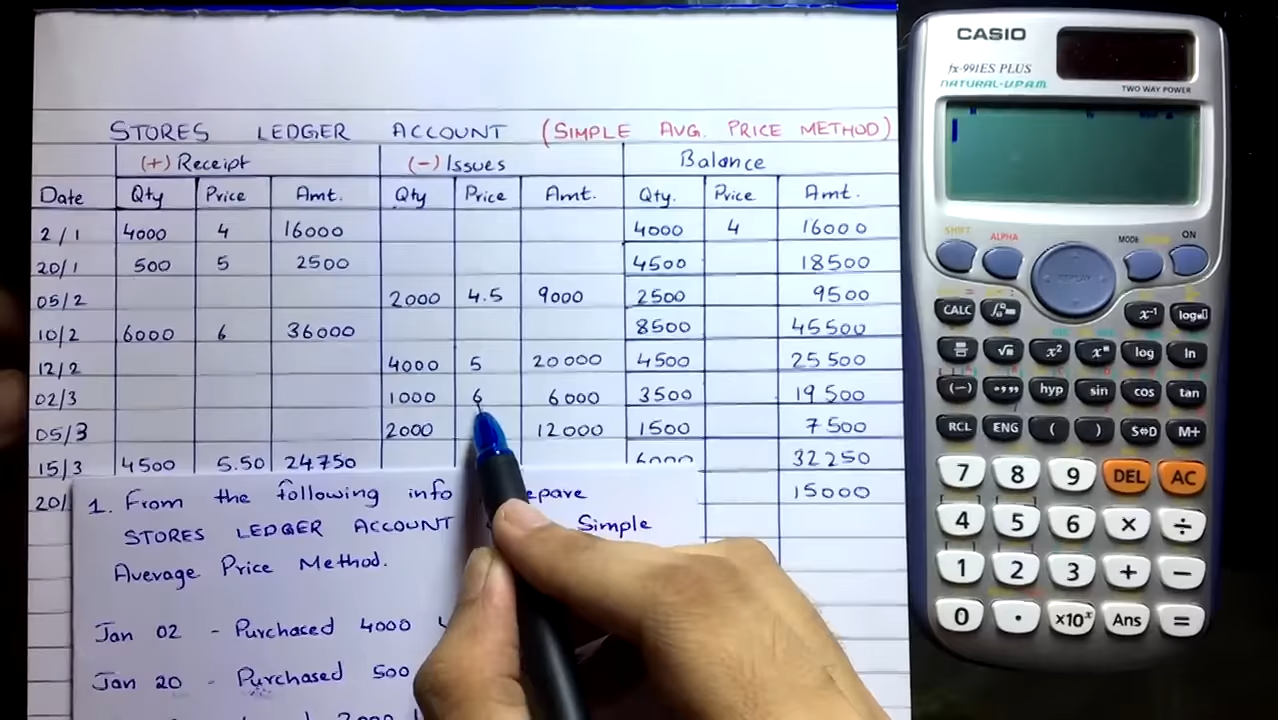 STORES LEDGER ACCOUNT (SIMPLE AVG. PRICE METHOD)
(+) Receipt (-) Issues Balance
Date Qty Price Amt. Qty Price Amt. Qty. Price Amt.
2/1 4000 4 16000 4000 4 16000
20/1 500 5 2500 4500 18500
05/2 2000 4.5 9000 2500 9500
10/2 6000 6 36000 8500 45500
12/2 4000 5 20000 4500 25500
02/3 1000 6 6000 3500 19500
05/3 2000 12000 1500 7500
15/3 4500 5.50 24750 6000 32250
15000
1. From the following info
STORES LEDGER ACCOUNT Simple
Average Price Method.
Jan 02 - Purchased 4000
Jan 20 - Purchased 500
CASIO
fx-991ES PLUS
NATURAL-V.P.A.M.
TWO WAY POWER
SHIFT ALPHA MODE ON
REPLAY
CALC x⁻¹ log
√ x² log ln
(−) hyp sin cos tan
RCL ENG ( ) S⇔D M+
7 8 9 DEL AC
4 5 6 × ÷
1 2 3 + −
0 . ×10ˣ Ans =